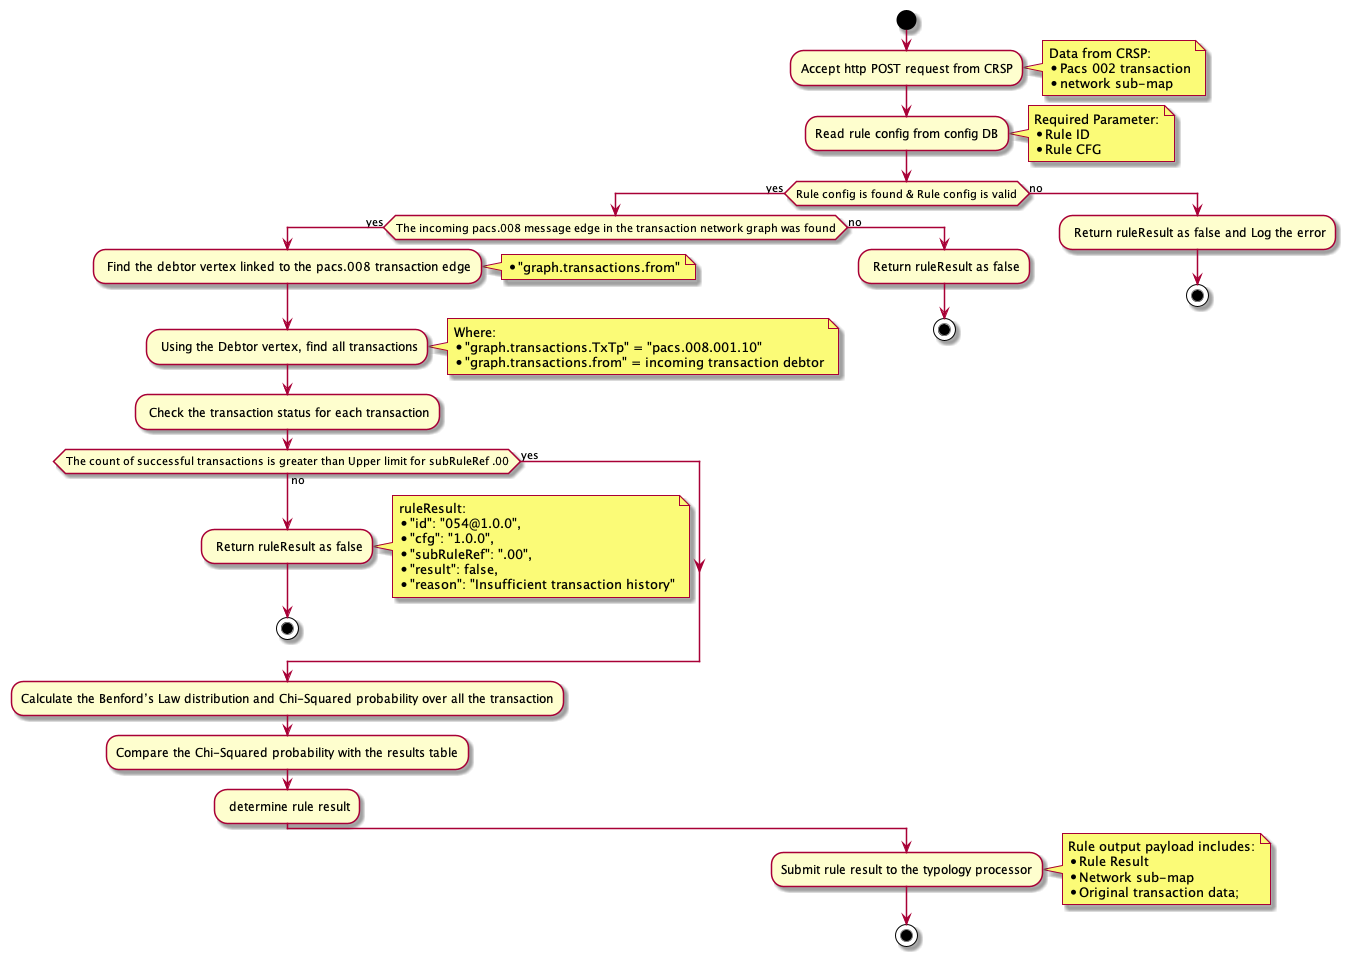 Accept http POST request from CRSP
Data from CRSP:
•Pacs 002 transaction
•network sub-map
Read rule config from config DB
Required Parameter:
•Rule ID
•Rule CFG
yes
Rule config is found & Rule config is valid
no
yes
The incoming pacs.008 message edge in the transaction network graph was found
no
Return ruleResult as false and Log the error
Find the debtor vertex linked to the pacs.008 transaction edge
•"graph.transactions.from"
Return ruleResult as false
Using the Debtor vertex, find all transactions
Where:
•"graph.transactions.TxTp" = "pacs.008.001.10"
•"graph.transactions.from" = incoming transaction debtor
Check the transaction status for each transaction
The count of successful transactions is greater than Upper limit for subRuleRef .00
yes
no
Return ruleResult as false
ruleResult:
•"id": "054@1.0.0",
•"cfg": "1.0.0",
•"subRuleRef": ".00",
•"result": false,
•"reason": "Insufficient transaction history"
Calculate the Benford's Law distribution and Chi-Squared probability over all the transaction
Compare the Chi-Squared probability with the results table
determine rule result
Submit rule result to the typology processor
Rule output payload includes:
•Rule Result
•Network sub-map
•Original transaction data;